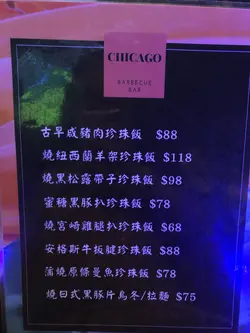 CHICAGO
BARBECUE
BAR
古早咸豬肉珍珠飯 $88
燒紐西蘭羊架珍珠飯 $118
燒黑松露帶子珍珠飯 $98
蜜糖黑豚扒珍珠飯 $78
燒宮崎雞腿扒珍珠飯 $68
安格斯牛板腱珍珠飯 $88
蒲燒原條曼魚珍珠飯 $78
燒日式黑豚片烏冬/拉麵 $75